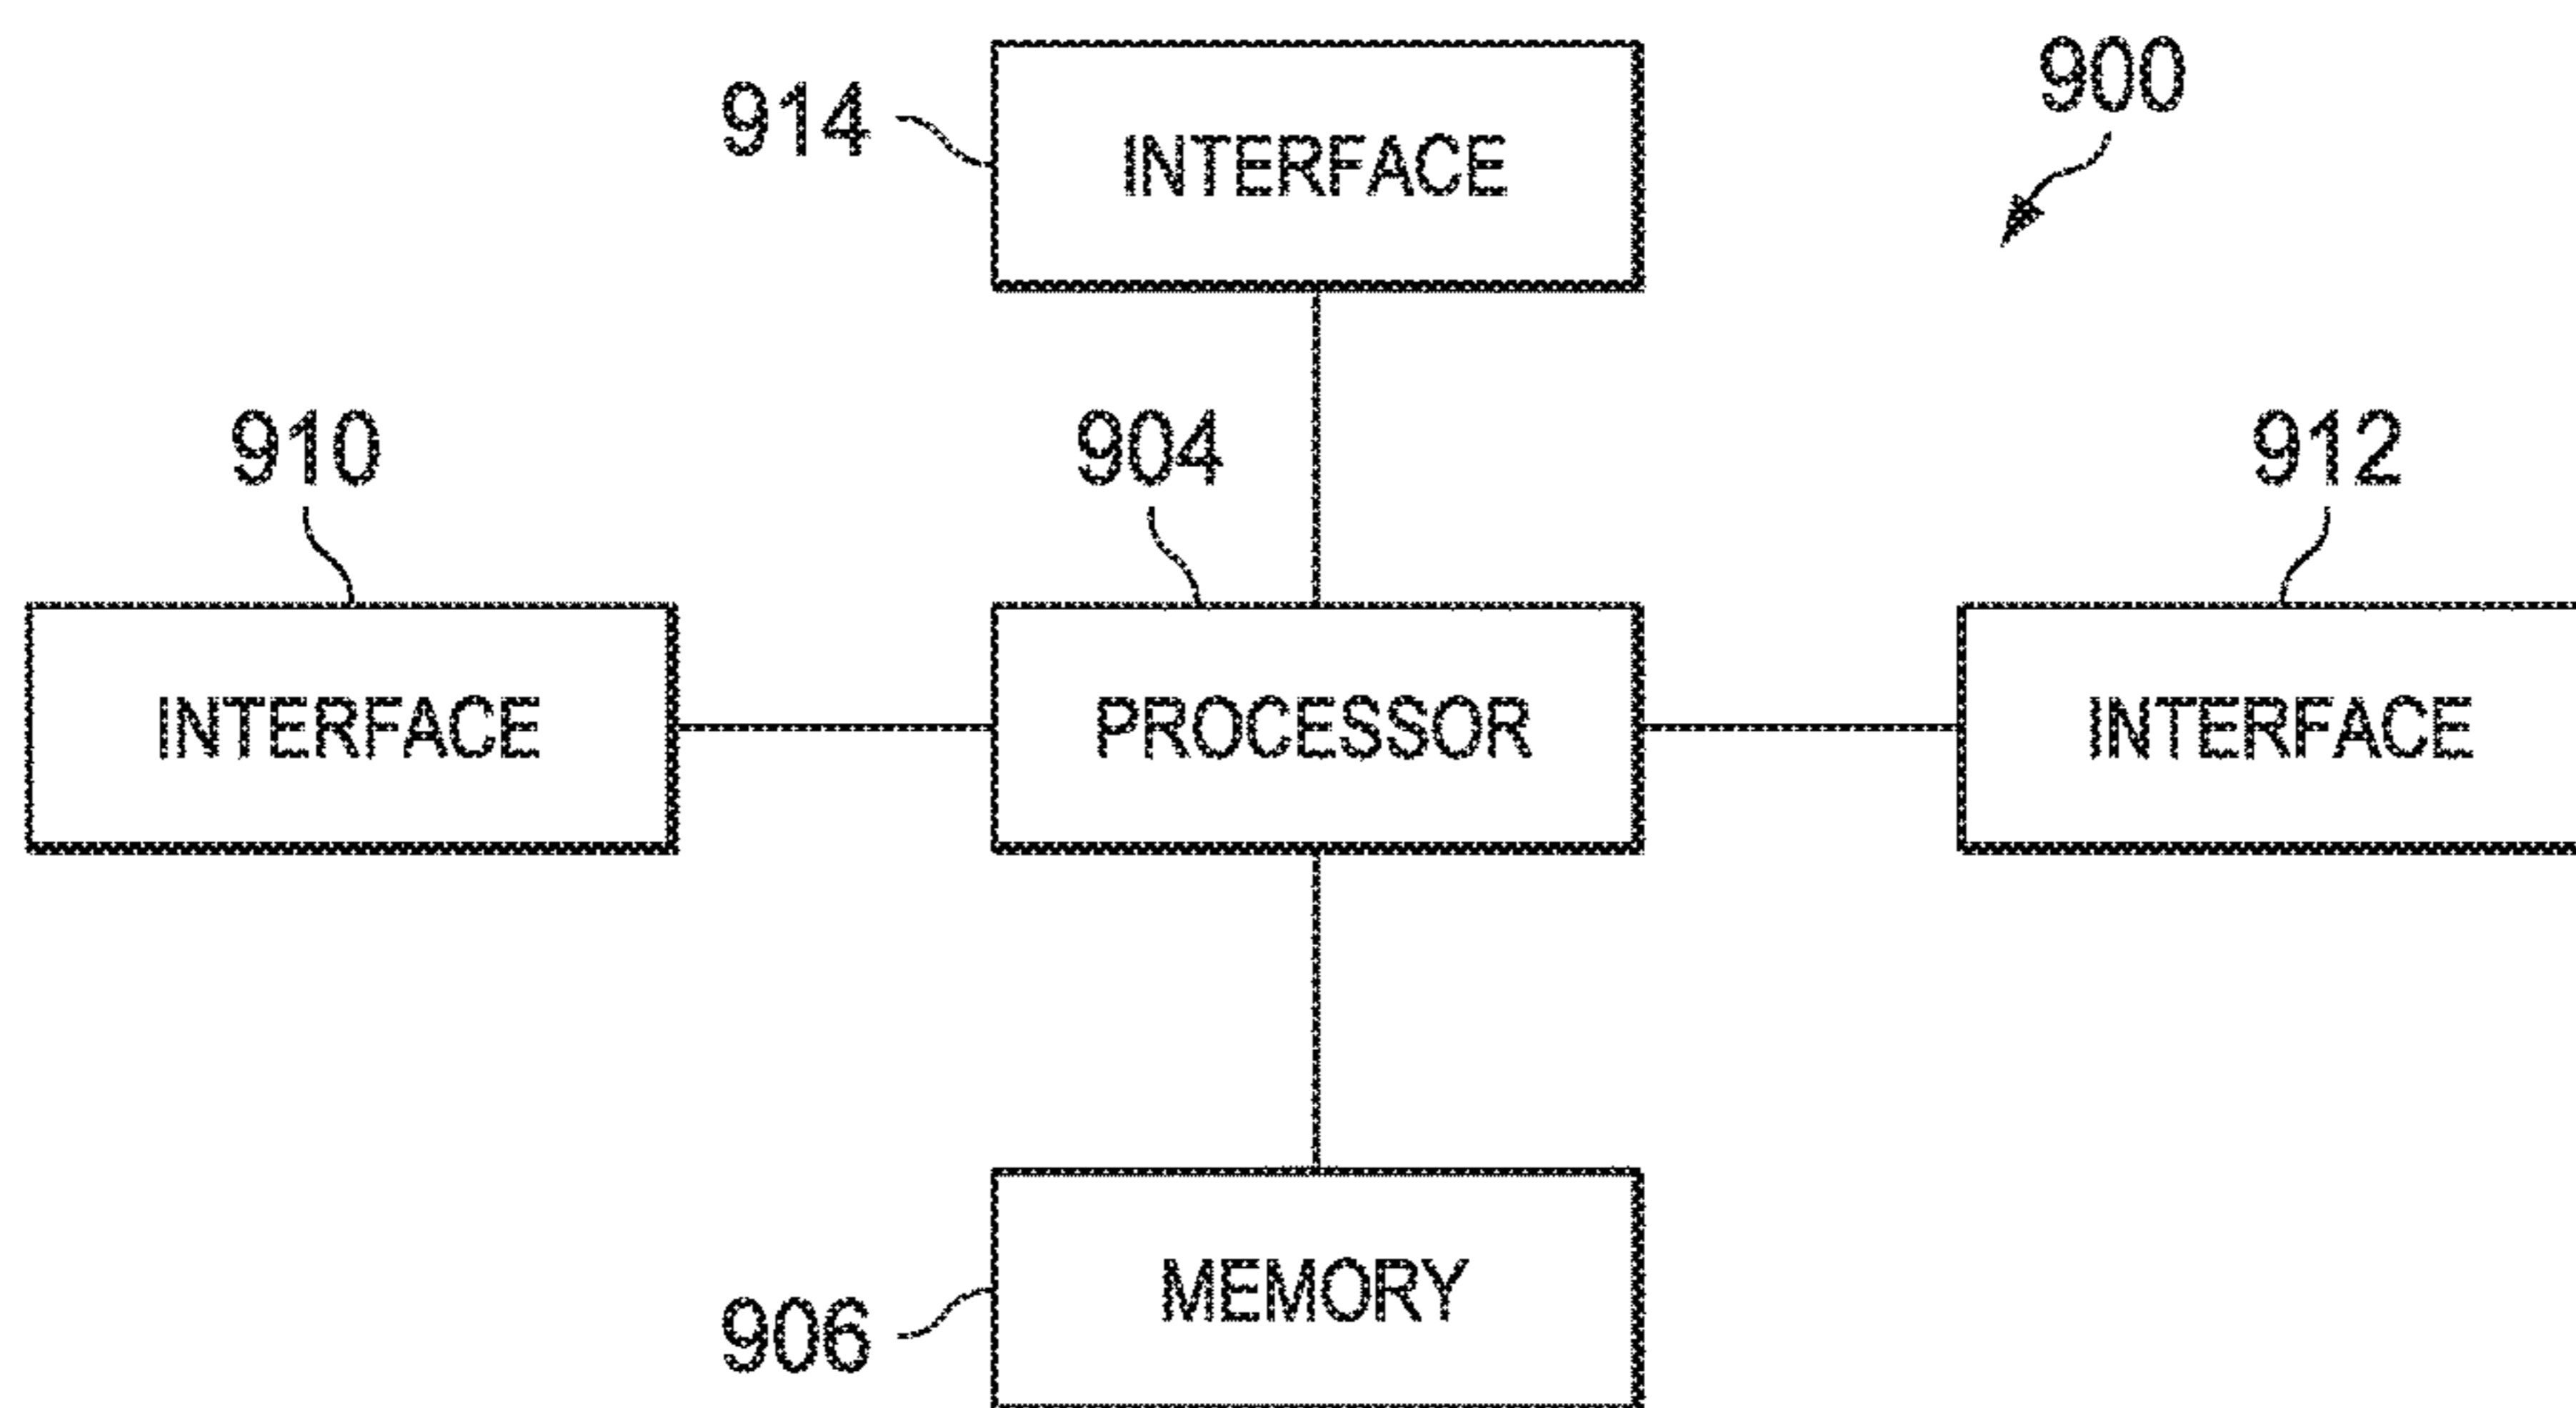 900
914
INTERFACE
910
904
912
INTERFACE
PROCESSOR
INTERFACE
MEMORY
906